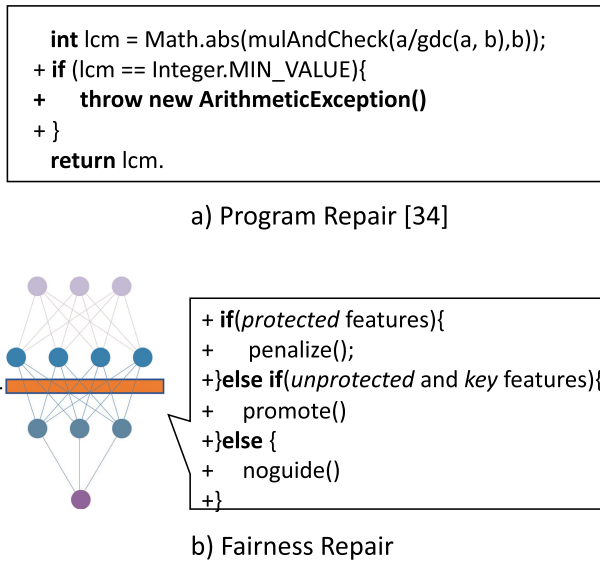 int lcm = Math.abs(mulAndCheck(a/gdc(a, b),b));
+ if (lcm == Integer.MIN_VALUE){
+ throw new ArithmeticException()
+ }
return lcm.
a) Program Repair [34]
+ if(protected features){
+ penalize();
+}else if(unprotected and key features){
+ promote()
+}else {
+ noguide()
+}
b) Fairness Repair